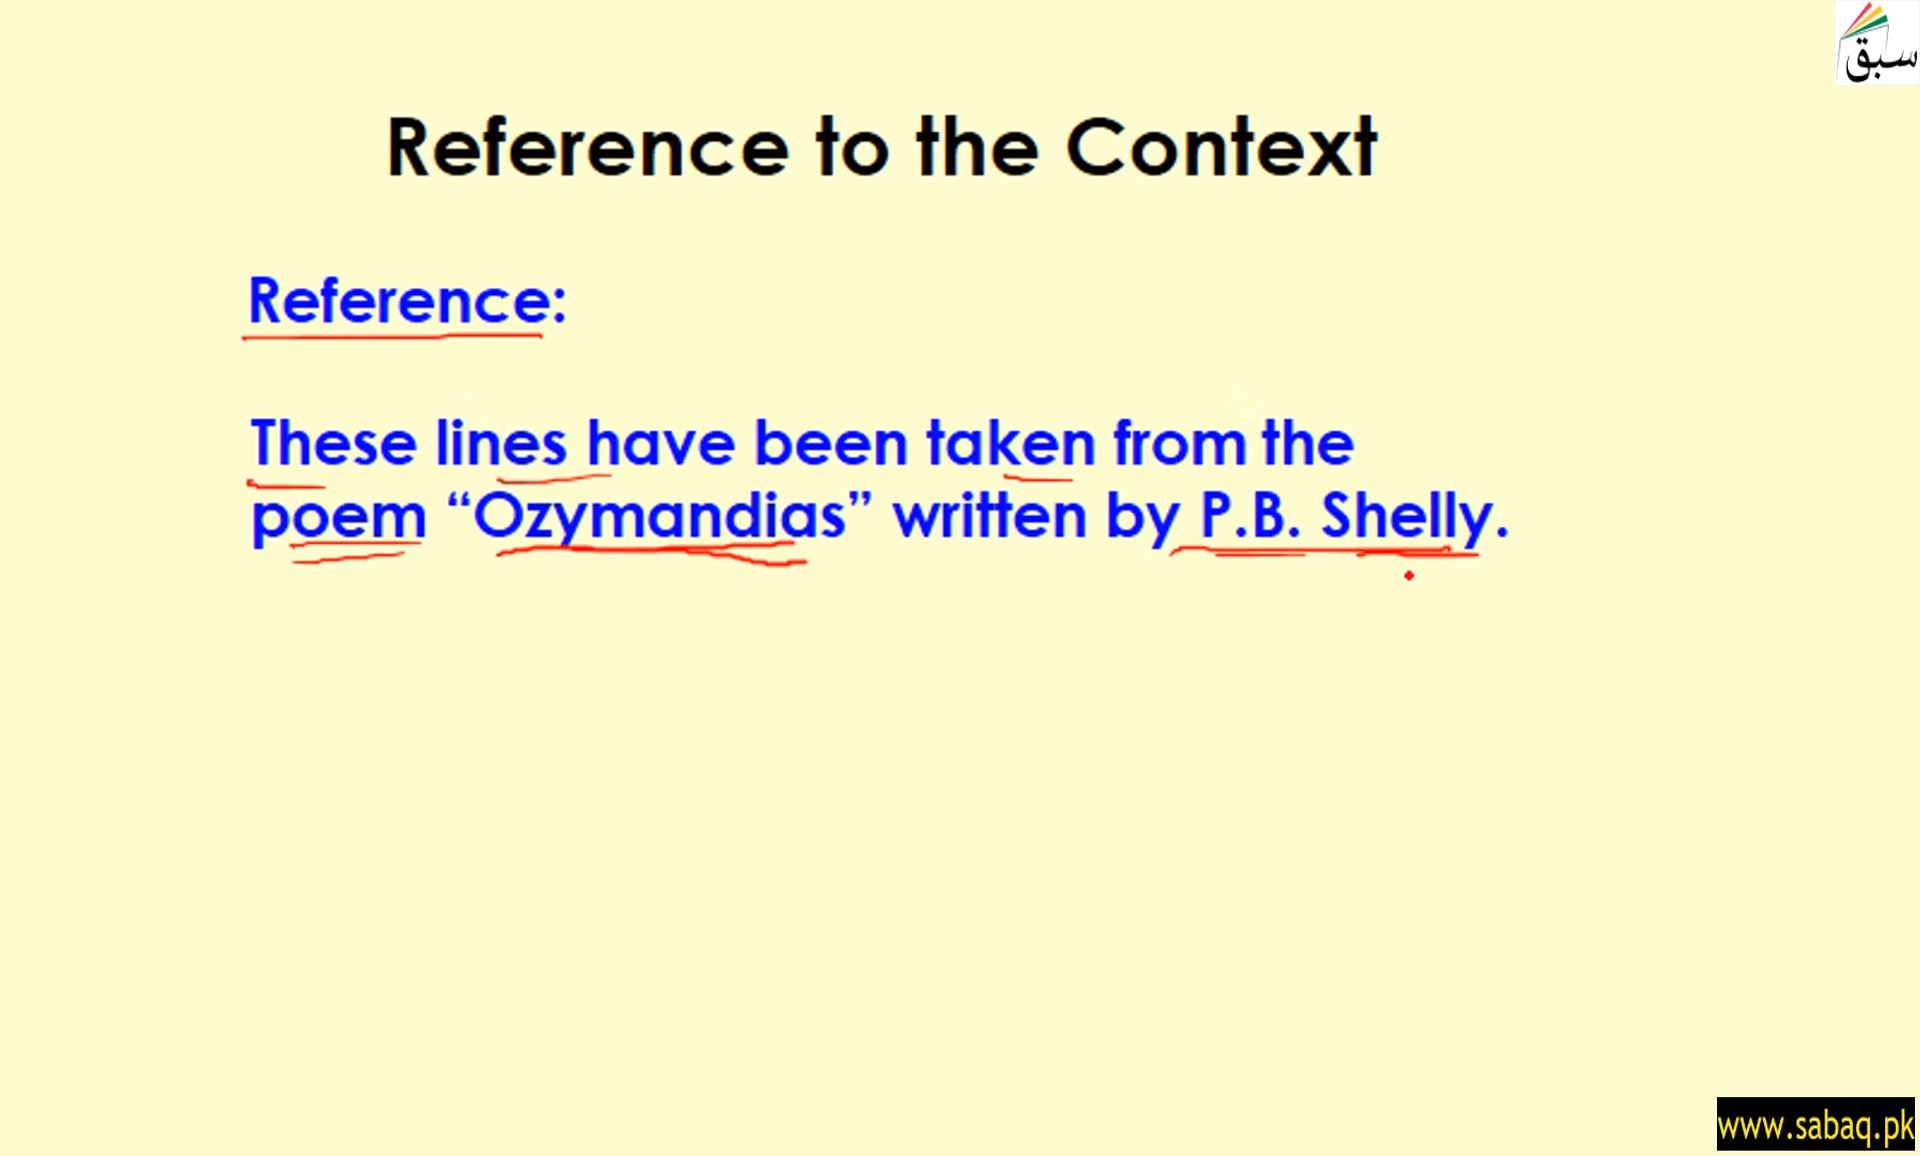 سبق
Reference to the Context
Reference:
These lines have been taken from the
poem “Ozymandias” written by P.B. Shelly.
www.sabaq.pk